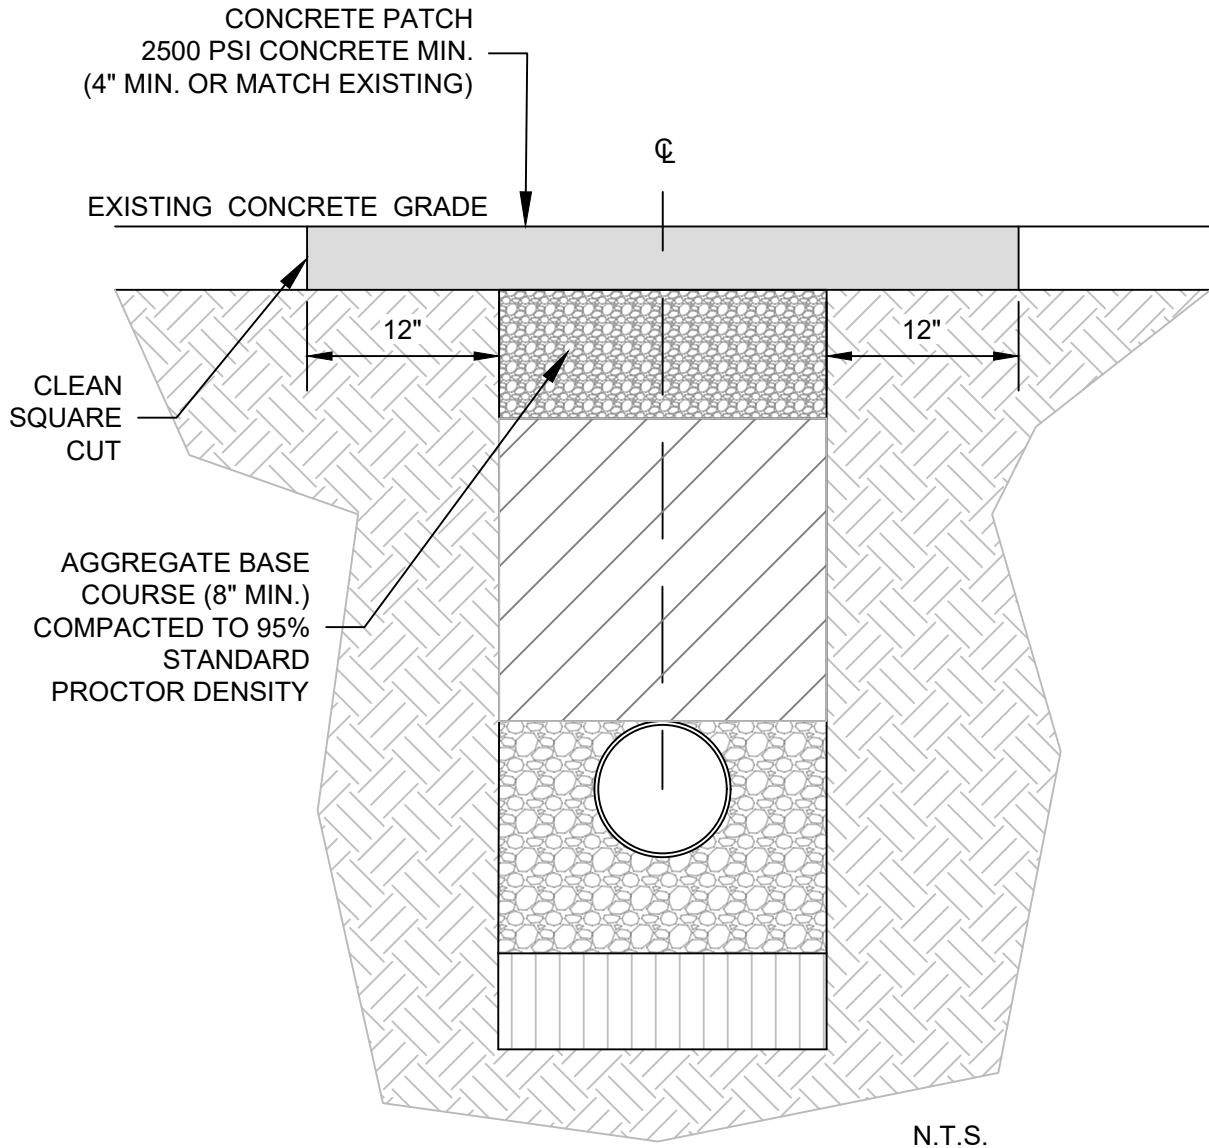 CONCRETE PATCH
2500 PSI CONCRETE MIN.
(4" MIN. OR MATCH EXISTING)
℄
EXISTING CONCRETE GRADE
12"
12"
CLEAN
SQUARE
CUT
AGGREGATE BASE
COURSE (8" MIN.)
COMPACTED TO 95%
STANDARD
PROCTOR DENSITY
N.T.S.